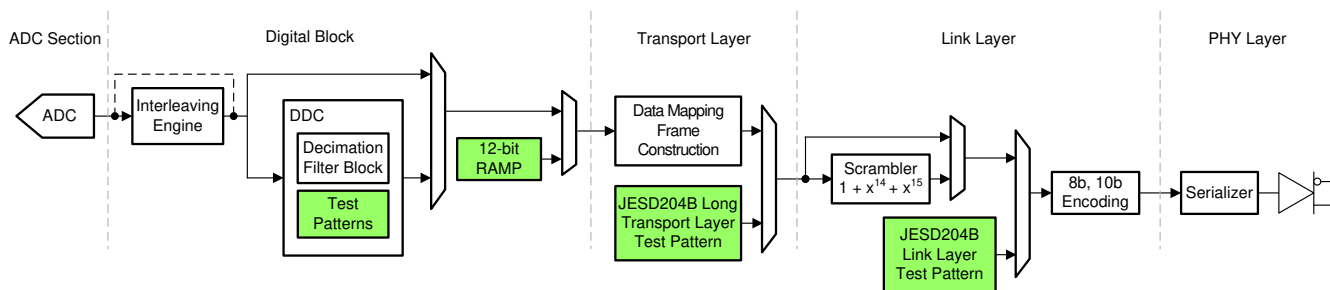 ADC Section
Digital Block
Transport Layer
Link Layer
PHY Layer
ADC
Interleaving
Engine
DDC
Decimation
Filter Block
Test
Patterns
12-bit
RAMP
Data Mapping
Frame
Construction
JESD204B Long
Transport Layer
Test Pattern
Scrambler
1 + x¹⁴ + x¹⁵
JESD204B
Link Layer
Test Pattern
8b, 10b
Encoding
Serializer